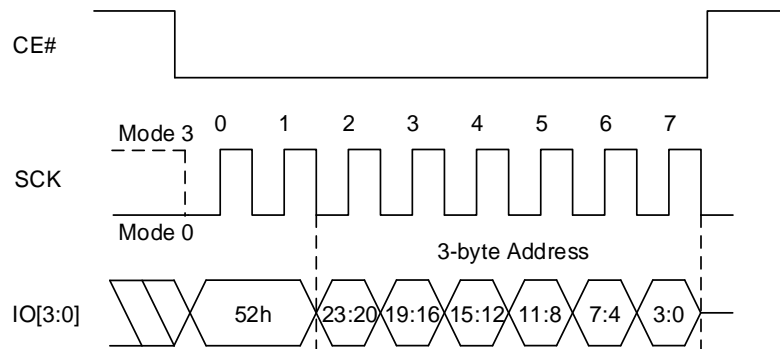 CE#
0 1 2 3 4 5 6 7
Mode 3
SCK
Mode 0
3-byte Address
IO[3:0] 52h 23:20 19:16 15:12 11:8 7:4 3:0